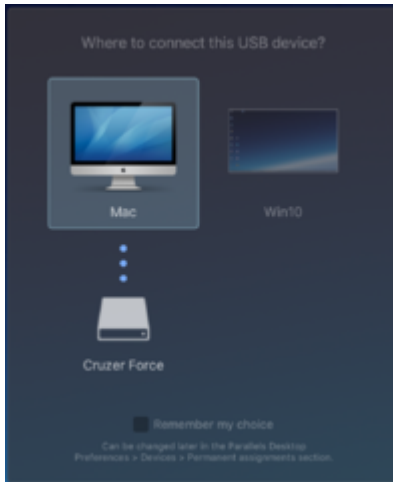 Where to connect this USB device?
Mac
Win10
Cruzer Force
Remember my choice
Can be changed later in the Parallels Desktop
Preferences > Devices > Permanent assignments section.